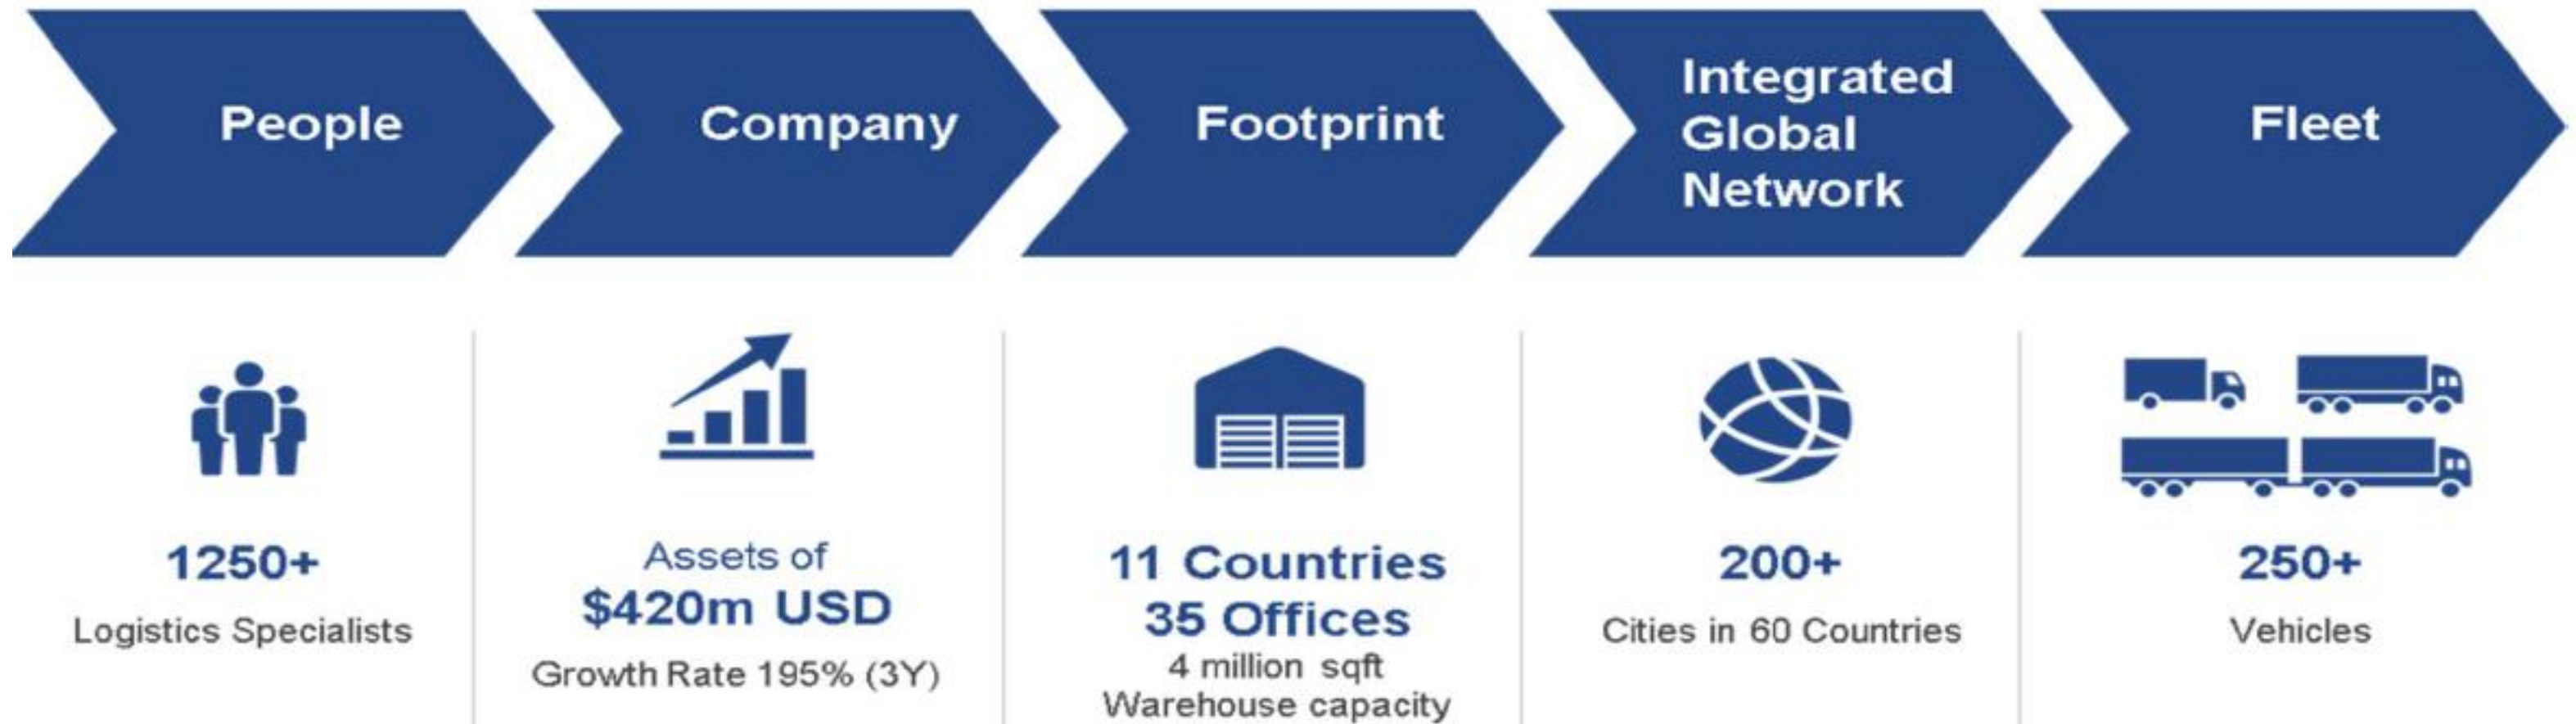 People
Company
Footprint
Integrated
Global
Network
Fleet
1250+
Logistics Specialists
Assets of
$420m USD
Growth Rate 195% (3Y)
11 Countries
35 Offices
4 million sqft
Warehouse capacity
200+
Cities in 60 Countries
250+
Vehicles